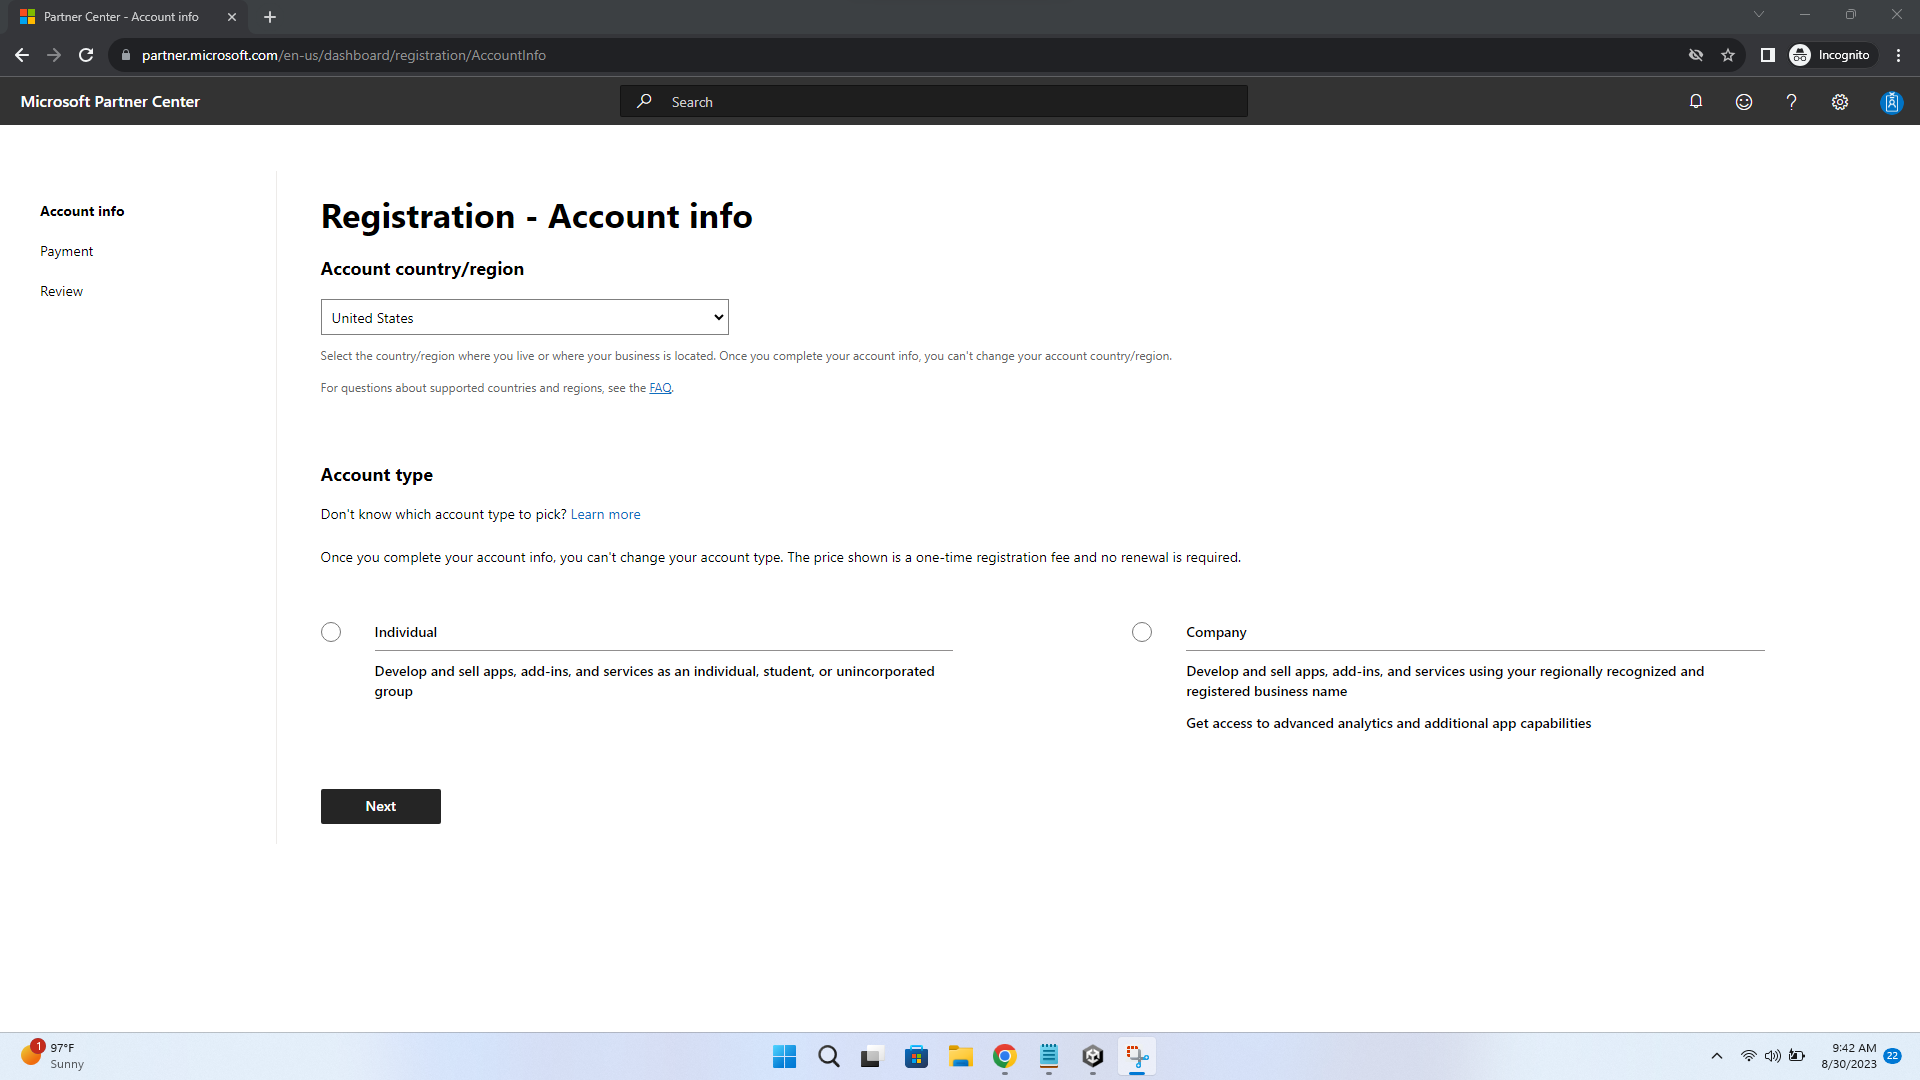 Partner Center - Account info
partner.microsoft.com/en-us/dashboard/registration/AccountInfo
Incognito
Microsoft Partner Center
Search
Account info
Payment
Review
Registration - Account info
Account country/region
United States
Select the country/region where you live or where your business is located. Once you complete your account info, you can't change your account country/region.
For questions about supported countries and regions, see the FAQ.
Account type
Don't know which account type to pick? Learn more
Once you complete your account info, you can't change your account type. The price shown is a one-time registration fee and no renewal is required.
Individual
Develop and sell apps, add-ins, and services as an individual, student, or unincorporated
group
Company
Develop and sell apps, add-ins, and services using your regionally recognized and
registered business name
Get access to advanced analytics and additional app capabilities
Next
1
97°F
Sunny
9:42 AM
8/30/2023
22